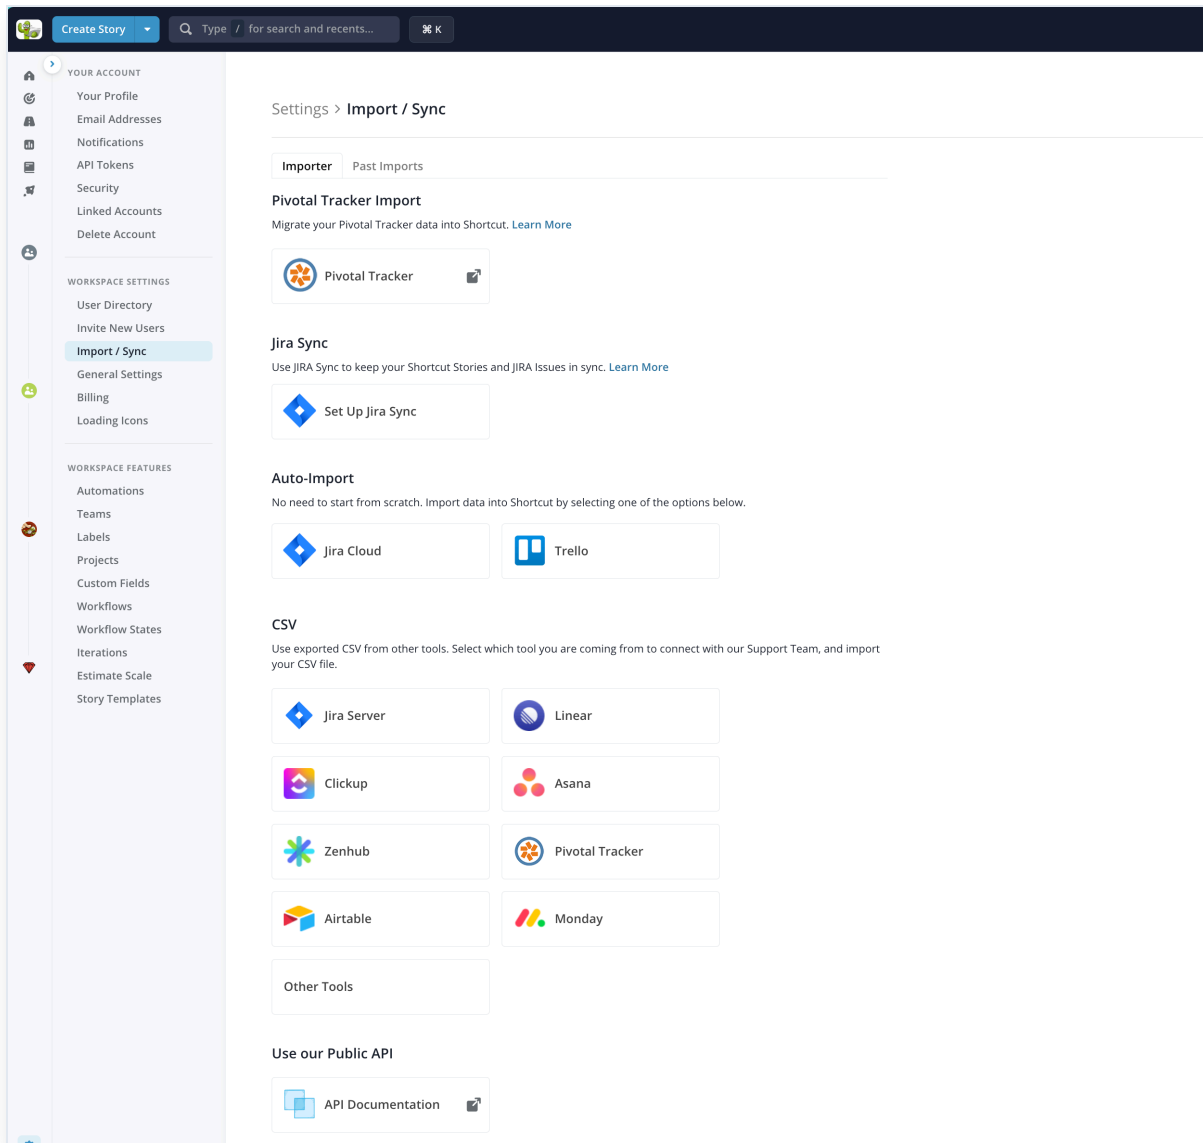 Create Story
Type / for search and recents...
⌘ K
YOUR ACCOUNT
Your Profile
Email Addresses
Notifications
API Tokens
Security
Linked Accounts
Delete Account
WORKSPACE SETTINGS
User Directory
Invite New Users
Import / Sync
General Settings
Billing
Loading Icons
WORKSPACE FEATURES
Automations
Teams
Labels
Projects
Custom Fields
Workflows
Workflow States
Iterations
Estimate Scale
Story Templates
Settings > Import / Sync
Importer Past Imports
Pivotal Tracker Import
Migrate your Pivotal Tracker data into Shortcut. Learn More
Pivotal Tracker
Jira Sync
Use JIRA Sync to keep your Shortcut Stories and JIRA Issues in sync. Learn More
Set Up Jira Sync
Auto-Import
No need to start from scratch. Import data into Shortcut by selecting one of the options below.
Jira Cloud
Trello
CSV
Use exported CSV from other tools. Select which tool you are coming from to connect with our Support Team, and import
your CSV file.
Jira Server
Linear
Clickup
Asana
Zenhub
Pivotal Tracker
Airtable
Monday
Other Tools
Use our Public API
API Documentation